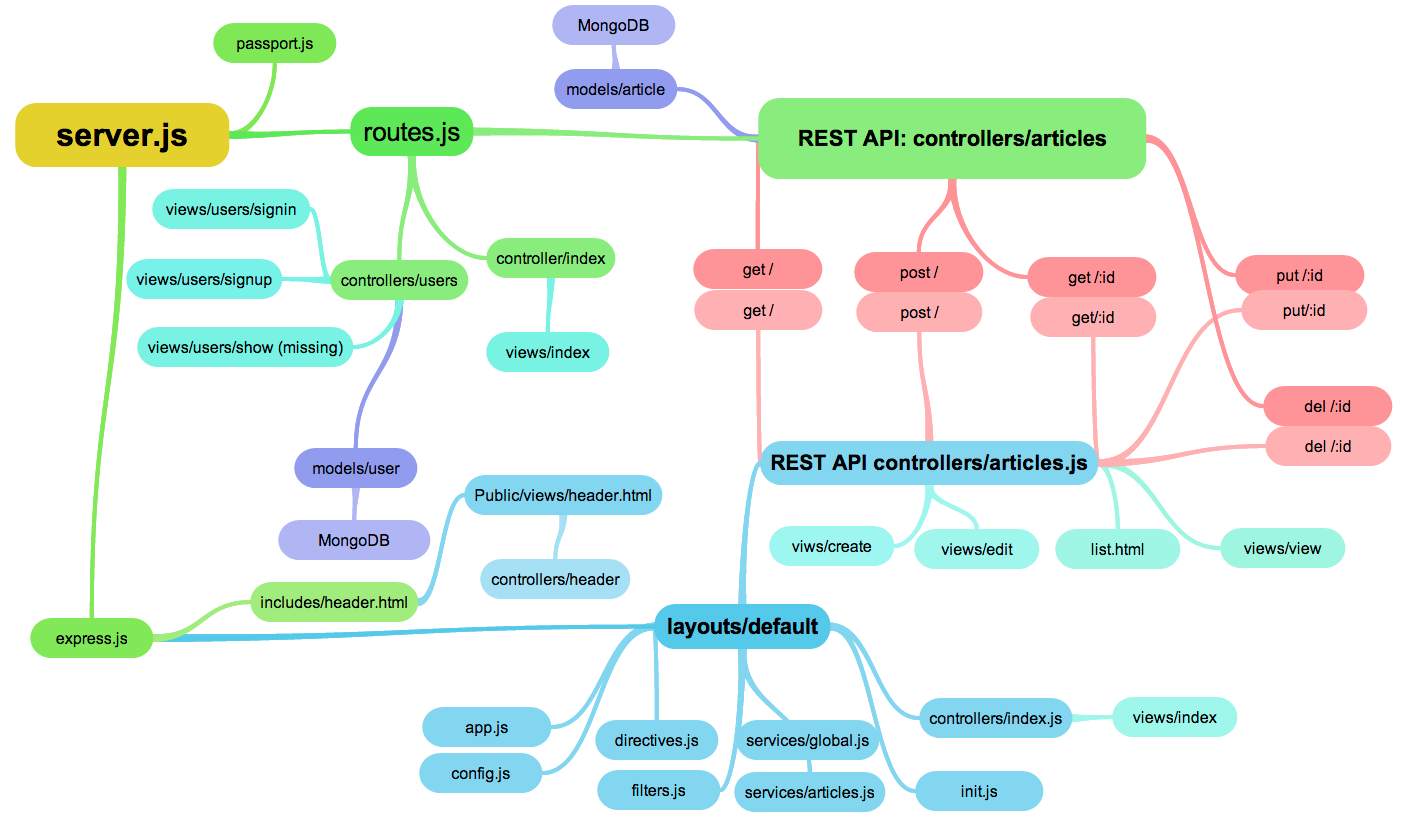 MongoDB
passport.js
models/article
server.js
routes.js
REST API: controllers/articles
views/users/signin
views/users/signup
controllers/users
controller/index
views/users/show (missing)
views/index
get /
get /
post /
post /
get /:id
get/:id
put /:id
put/:id
del /:id
del /:id
models/user
MongoDB
REST API controllers/articles.js
Public/views/header.html
controllers/header
viws/create
views/edit
list.html
views/view
includes/header.html
express.js
layouts/default
app.js
config.js
directives.js
filters.js
services/global.js
services/articles.js
controllers/index.js
views/index
init.js